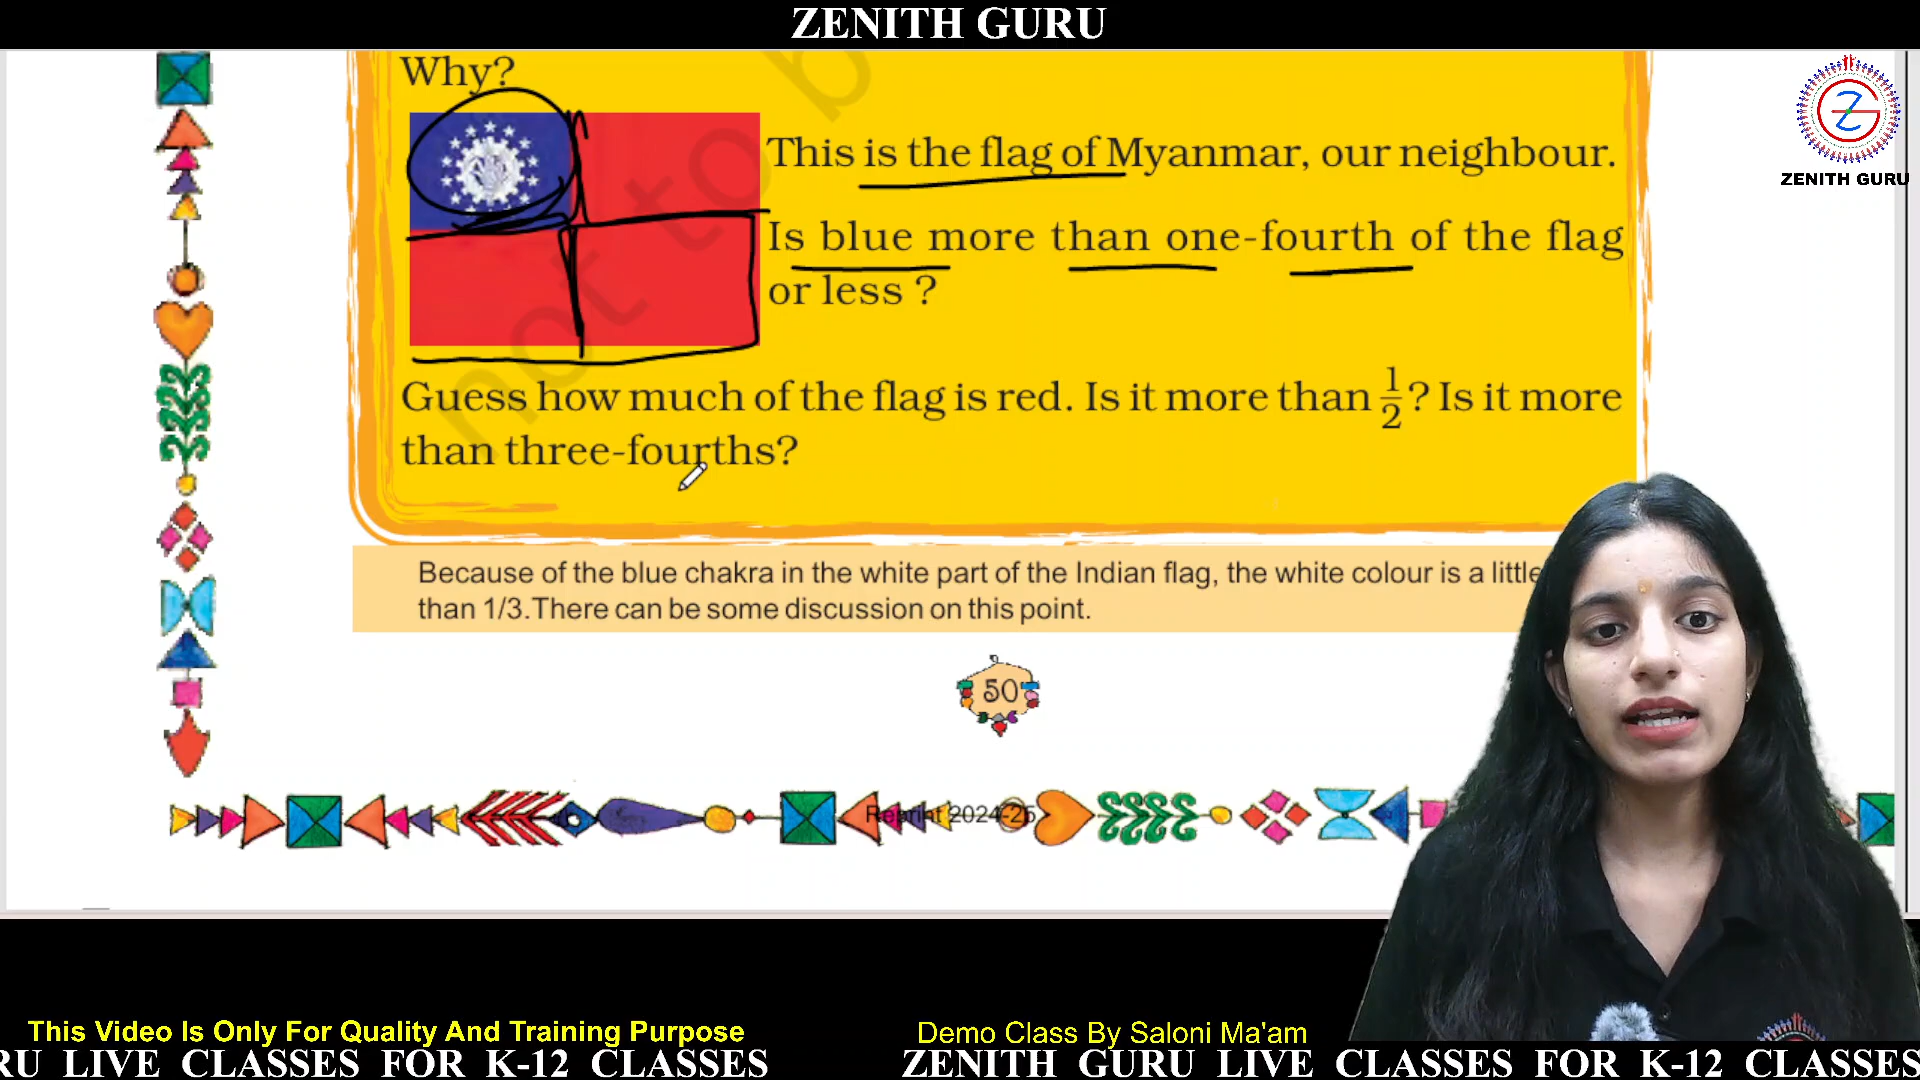 ZENITH GURU
Why?
This is the flag of Myanmar, our neighbour.
Is blue more than one-fourth of the flag
or less ?
Guess how much of the flag is red. Is it more than 1/2? Is it more
than three-fourths?
not to b
Because of the blue chakra in the white part of the Indian flag, the white colour is a little
than 1/3.There can be some discussion on this point.
50
Reprint 2024-25
ZENITH GURU
This Video Is Only For Quality And Training Purpose
Demo Class By Saloni Ma'am
RU LIVE CLASSES FOR K-12 CLASSES
ZENITH GURU LIVE CLASSES FOR K-12 CLASSES